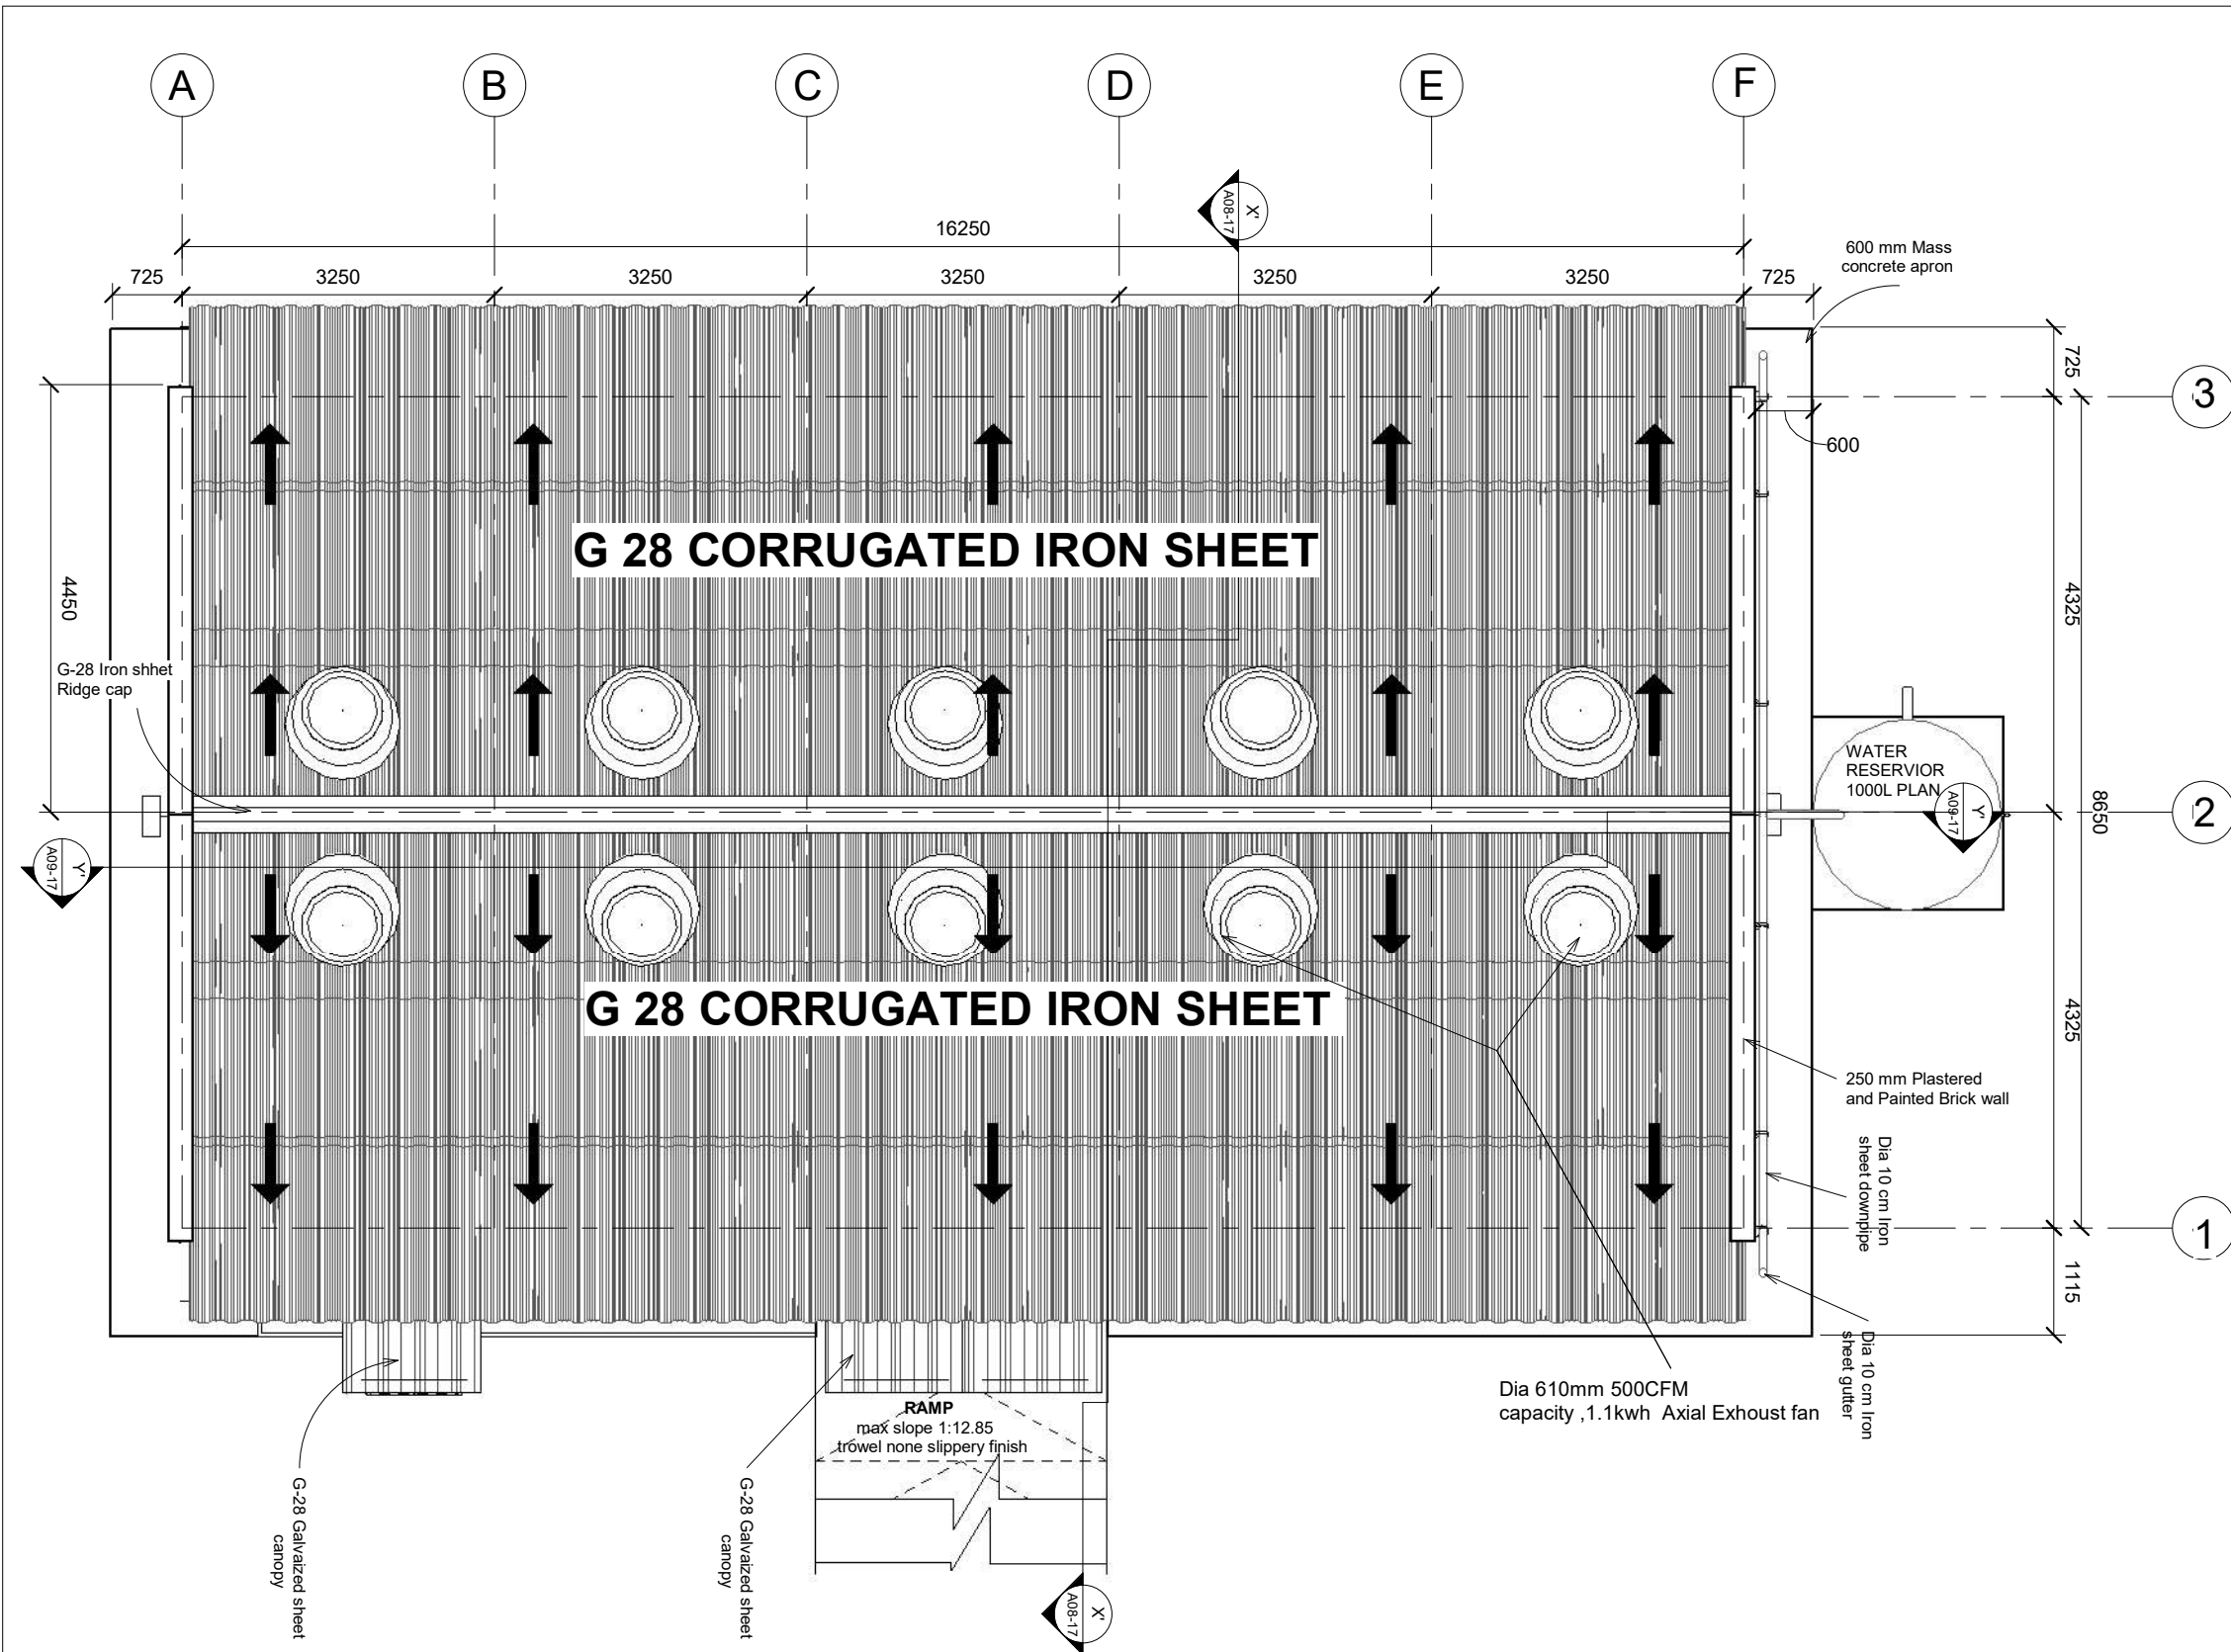 A
B
C
D
E
F
X'
A08-17
16250
600 mm Mass
concrete apron
725
3250
3250
3250
3250
3250
725
725
3
600
G 28 CORRUGATED IRON SHEET
4450
4325
G-28 Iron shhet
Ridge cap
WATER
RESERVIOR
1000L PLAN
Y'
A09-17
8650
2
Y'
A09-17
G 28 CORRUGATED IRON SHEET
4325
250 mm Plastered
and Painted Brick wall
Dia 10 cm Iron
sheet downpipe
1
1115
Dia 10 cm Iron
sheet gutter
Dia 610mm 500CFM
capacity ,1.1kwh Axial Exhoust fan
RAMP
max slope 1:12.85
trowel none slippery finish
G-28 Galvaized sheet
canopy
G-28 Galvaized sheet
canopy
X'
A08-17